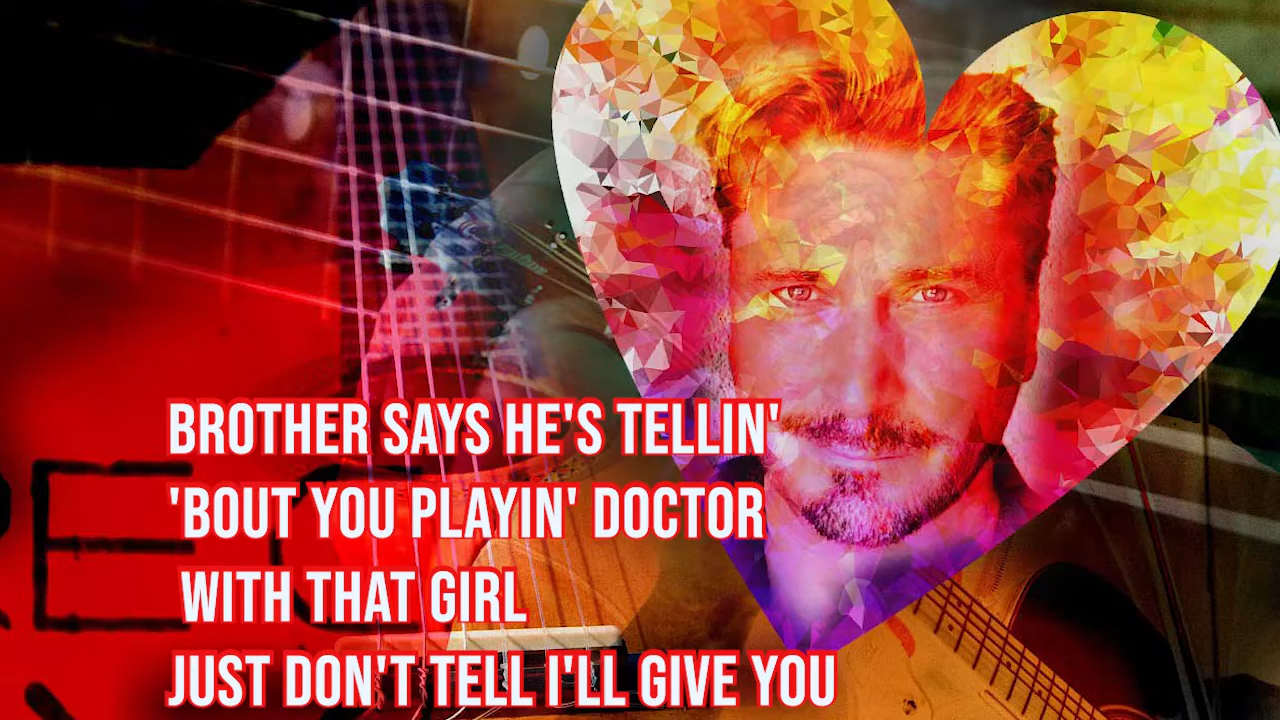 BROTHER SAYS HE'S TELLIN'
'BOUT YOU PLAYIN' DOCTOR
WITH THAT GIRL
JUST DON'T TELL I'LL GIVE YOU